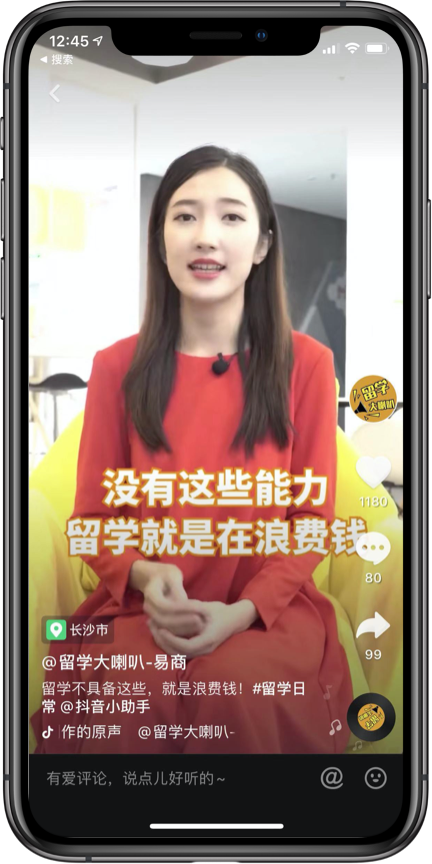 12:45
搜索
留学
大喇叭
没有这些能力
留学就是在浪费钱
1180
80
99
长沙市
@留学大喇叭-易商
留学不具备这些，就是浪费钱！#留学日
常 @抖音小助手
作的原声 @留学大喇叭-
有爱评论，说点儿好听的~
@